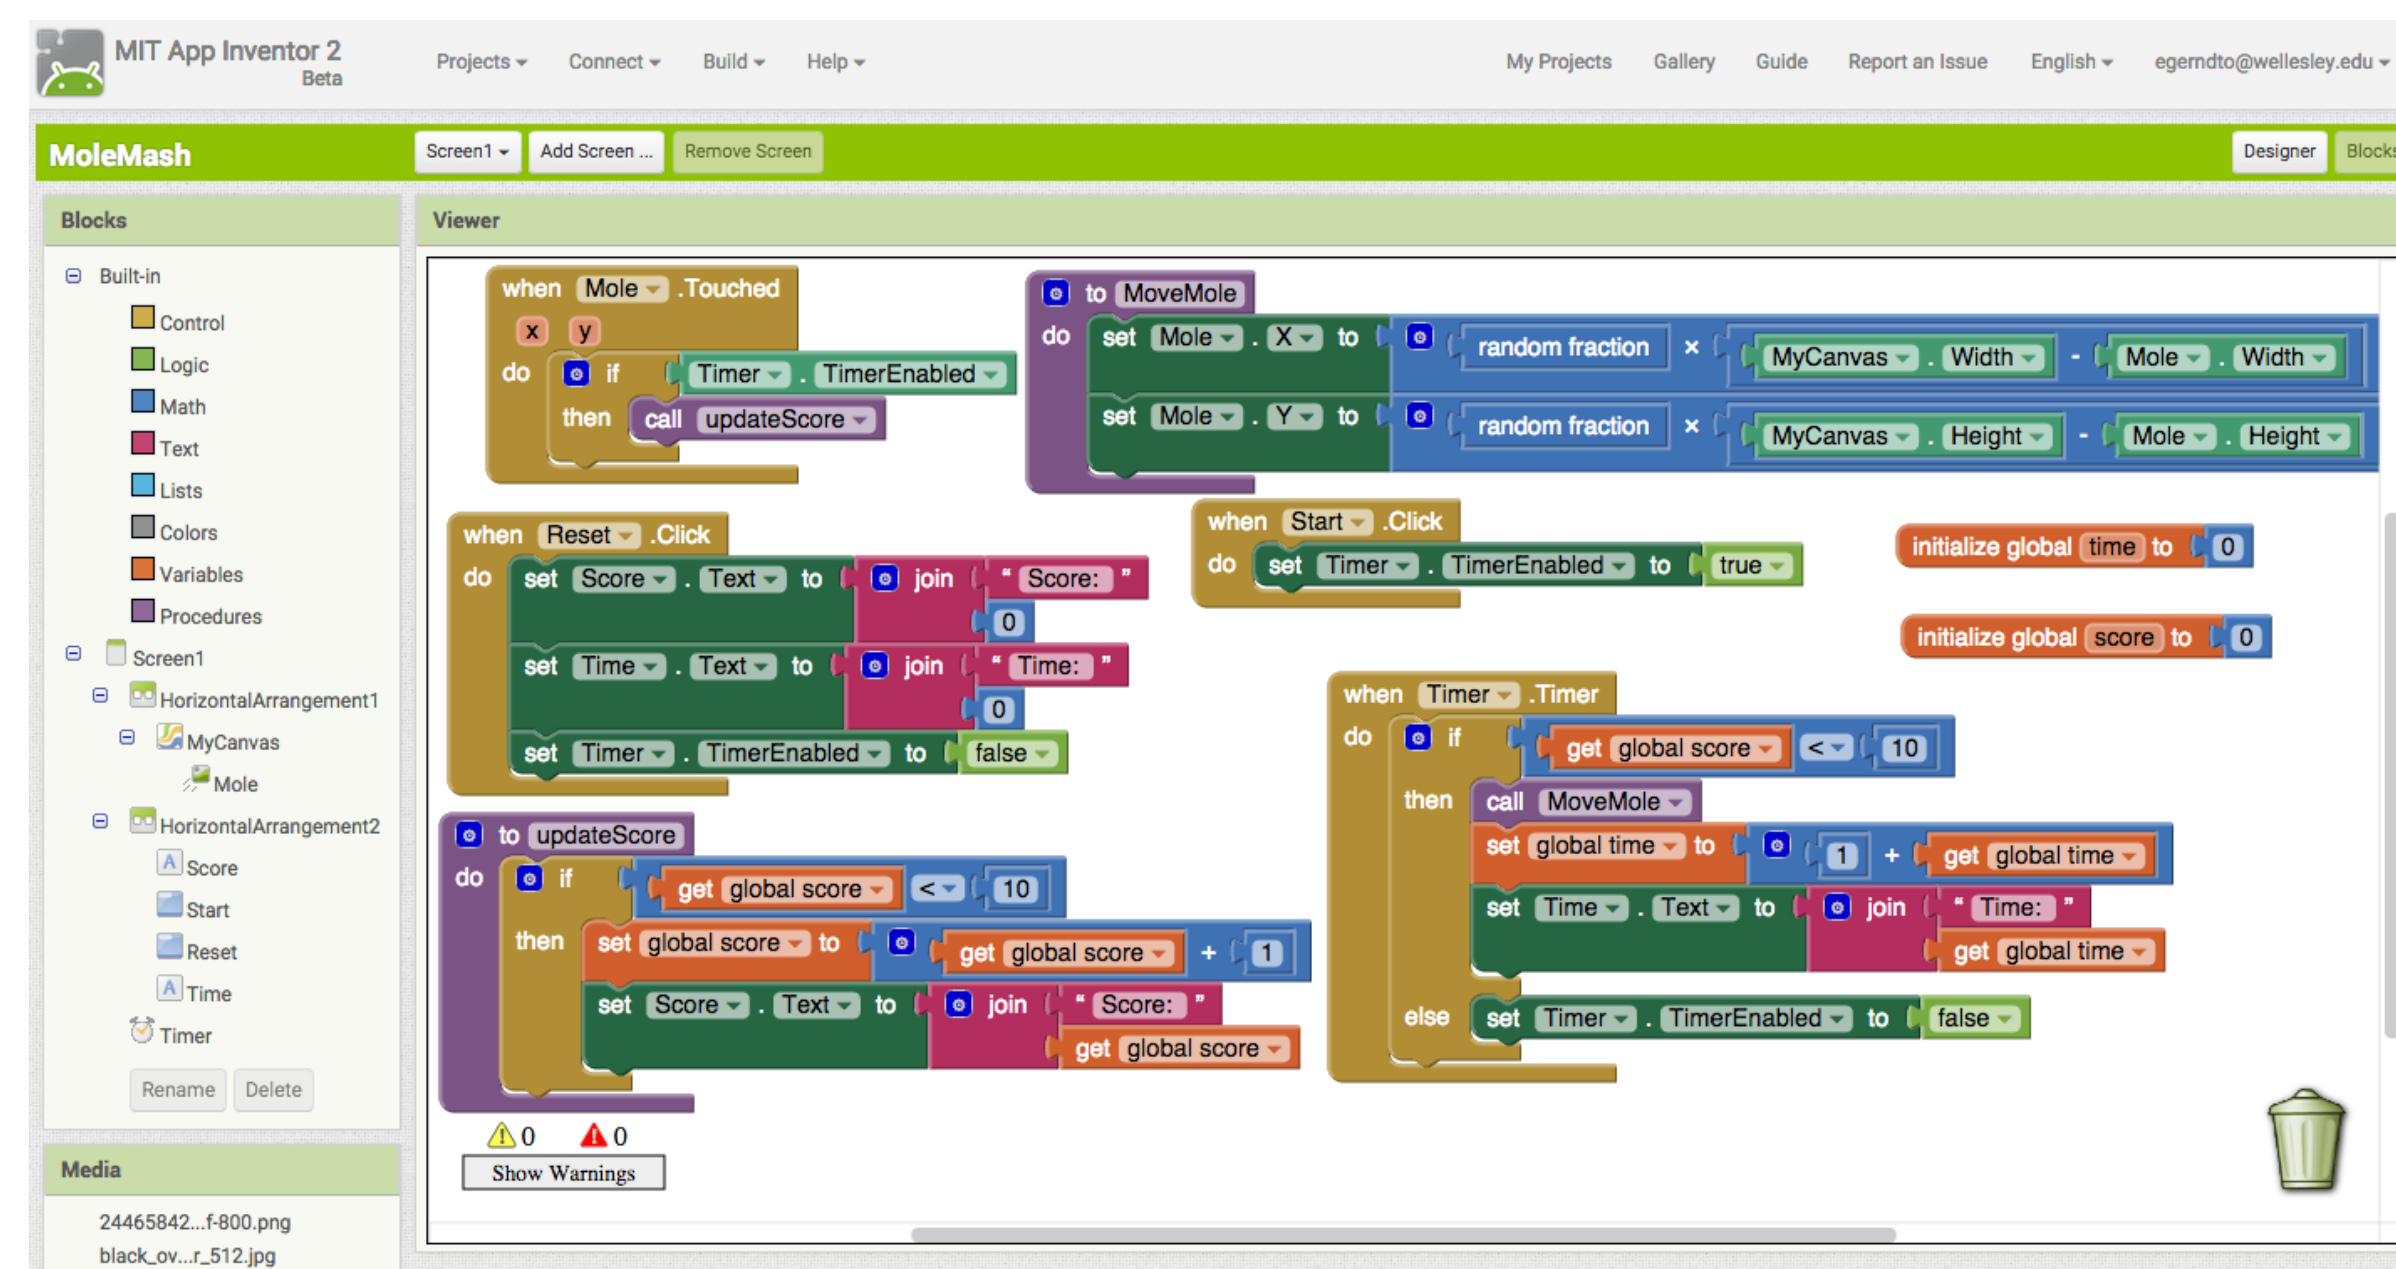 MIT App Inventor 2
Beta
Projects Connect Build Help My Projects Gallery Guide Report an Issue English egerndto@wellesley.edu
MoleMash Screen1 Add Screen ... Remove Screen Designer Blocks
Blocks
Built-in
Control
Logic
Math
Text
Lists
Colors
Variables
Procedures
Screen1
HorizontalArrangement1
MyCanvas
Mole
HorizontalArrangement2
Score
Start
Reset
Time
Timer
Rename Delete
Media
24465842...f-800.png
black_ov...r_512.jpg
Viewer
when Mole .Touched
x y
do if Timer . TimerEnabled
then call updateScore
to MoveMole
do set Mole . X to random fraction × MyCanvas . Width - Mole . Width
set Mole . Y to random fraction × MyCanvas . Height - Mole . Height
when Reset .Click
do set Score . Text to join " Score: "
0
set Time . Text to join " Time: "
0
set Timer . TimerEnabled to false
when Start .Click
do set Timer . TimerEnabled to true
initialize global time to 0
initialize global score to 0
to updateScore
do if get global score < 10
then set global score to get global score + 1
set Score . Text to join " Score: "
get global score
when Timer .Timer
do if get global score < 10
then call MoveMole
set global time to 1 + get global time
set Time . Text to join " Time: "
get global time
else set Timer . TimerEnabled to false
0 0
Show Warnings